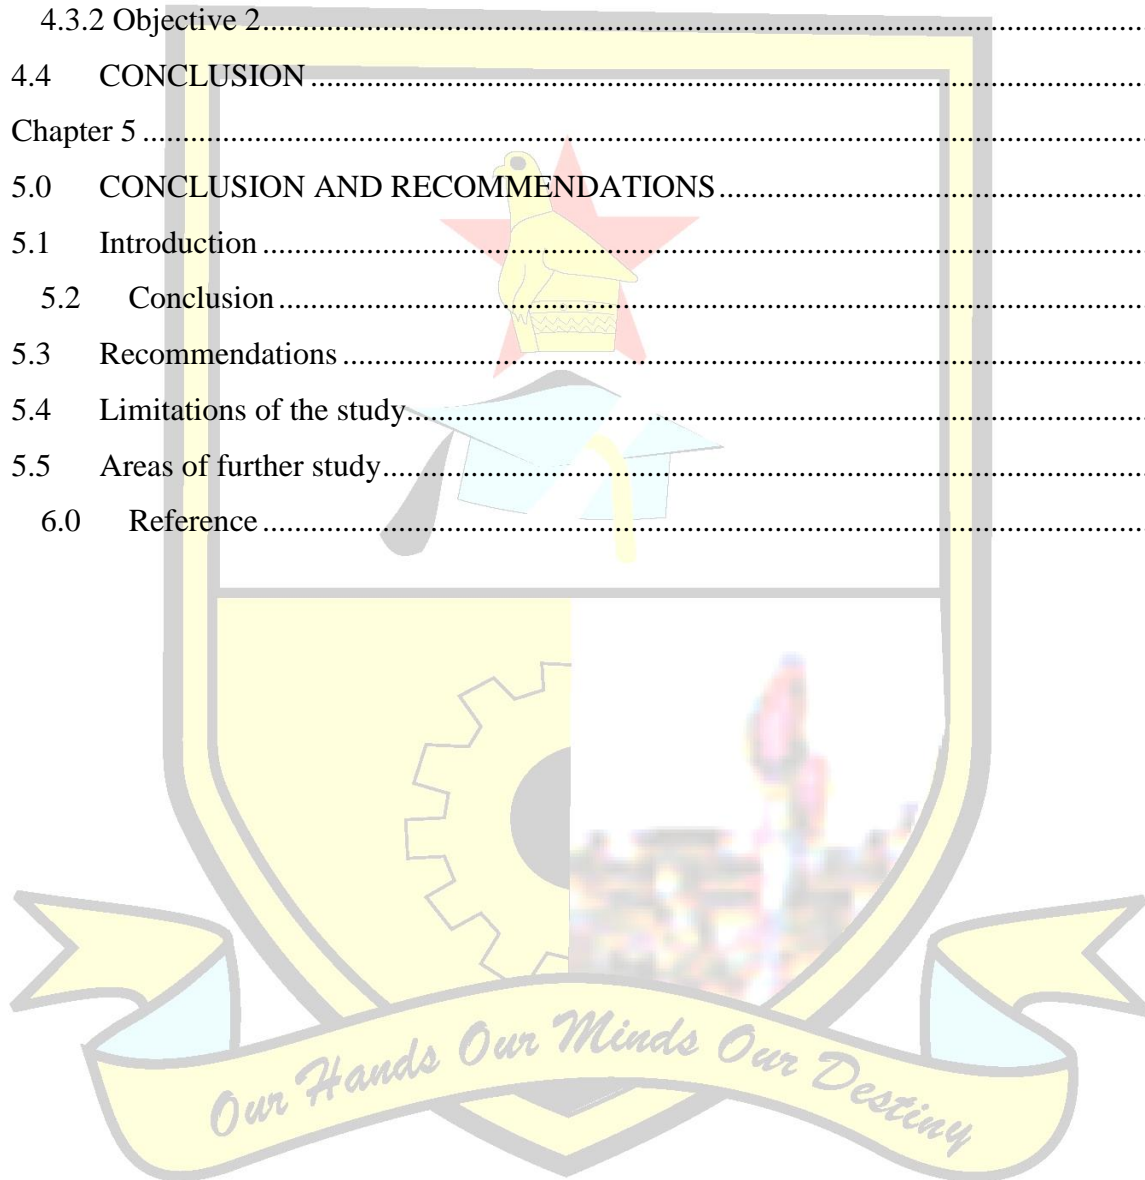 4.3.2 Objective 2..........................................................................................................................
4.4 CONCLUSION....................................................................................................................
Chapter 5......................................................................................................................................
5.0 CONCLUSION AND RECOMMENDATIONS...........................................................
5.1 Introduction..........................................................................................................................
5.2 Conclusion........................................................................................................................
5.3 Recommendations................................................................................................................
5.4 Limitations of the study.......................................................................................................
5.5 Areas of further study..........................................................................................................
6.0 Reference..........................................................................................................................
Our Hands Our Minds Our Destiny